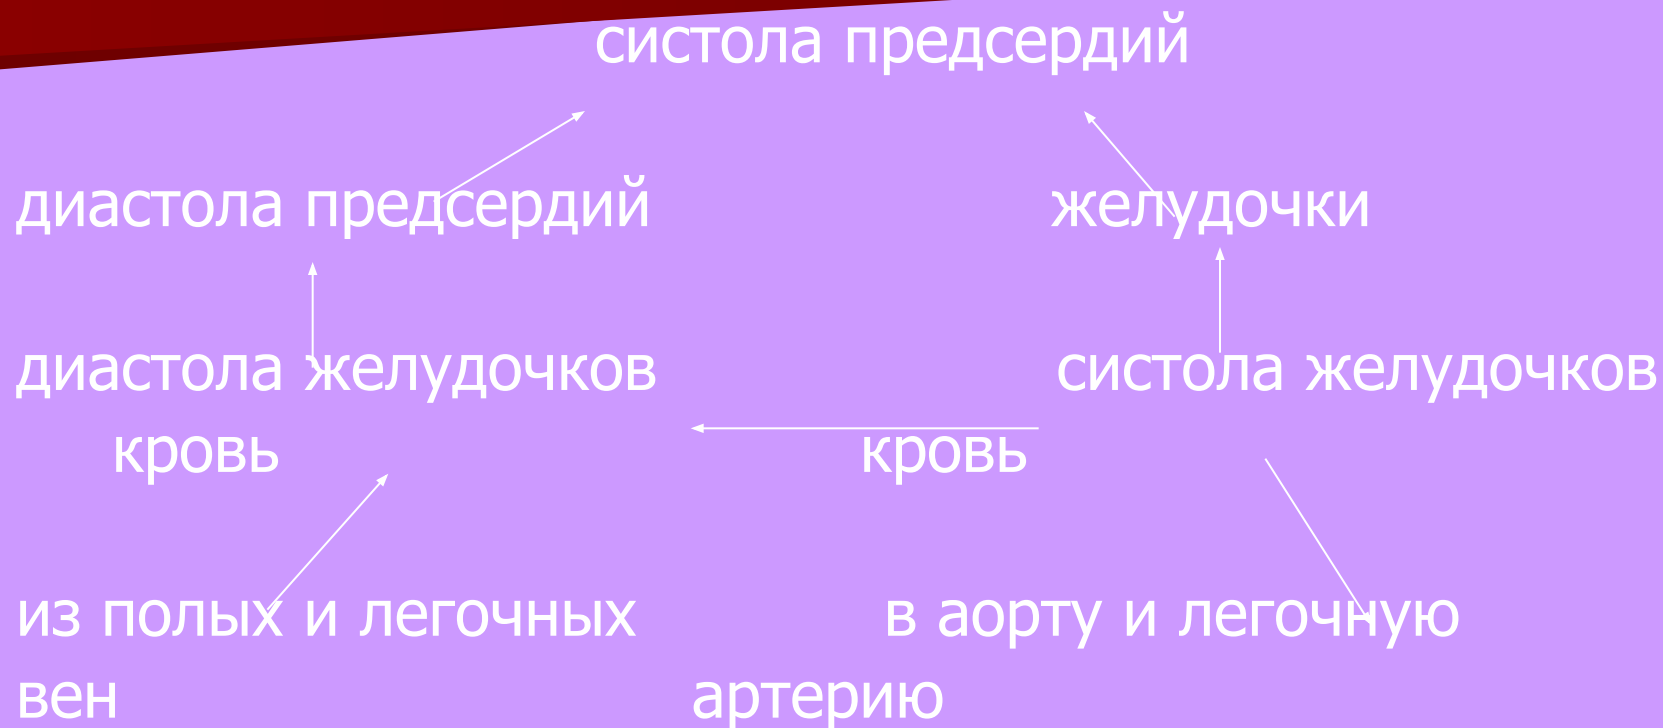 систола предсердий
диастола предсердий желудочки
диастола желудочков систола желудочков
кровь кровь
из полых и легочных в аорту и легочную
вен артерию